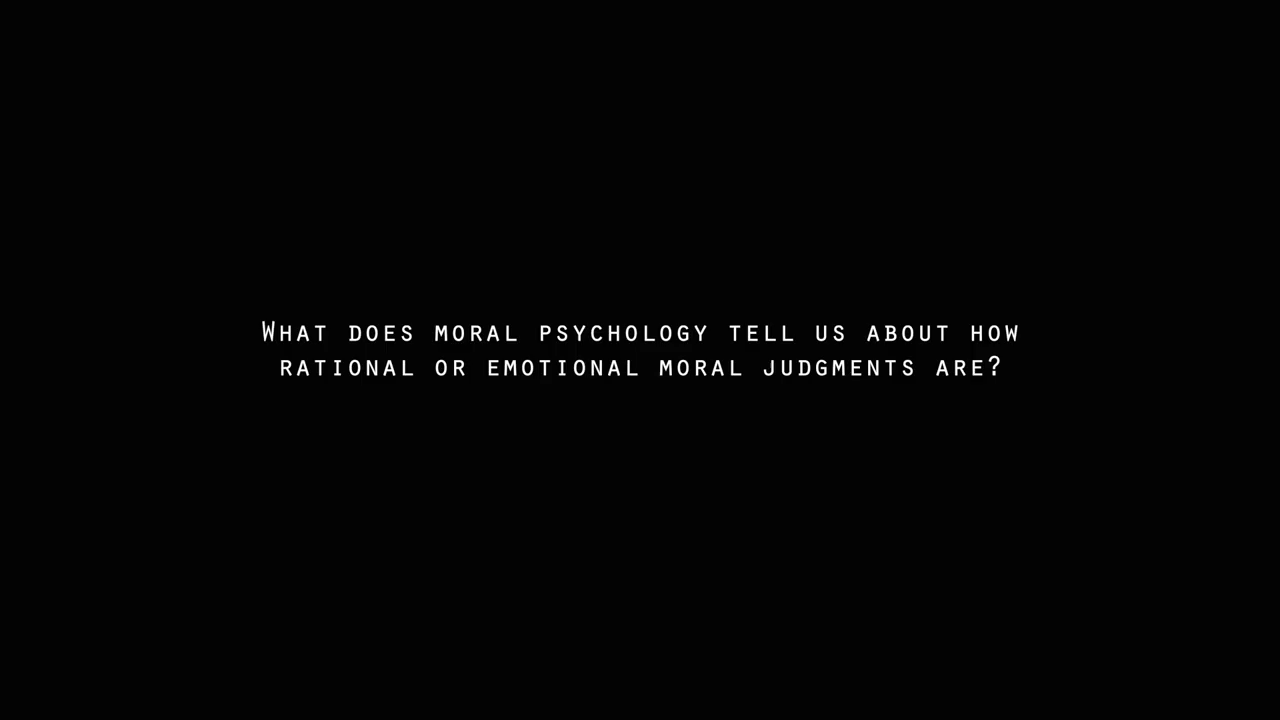 What does moral psychology tell us about how
rational or emotional moral judgments are?